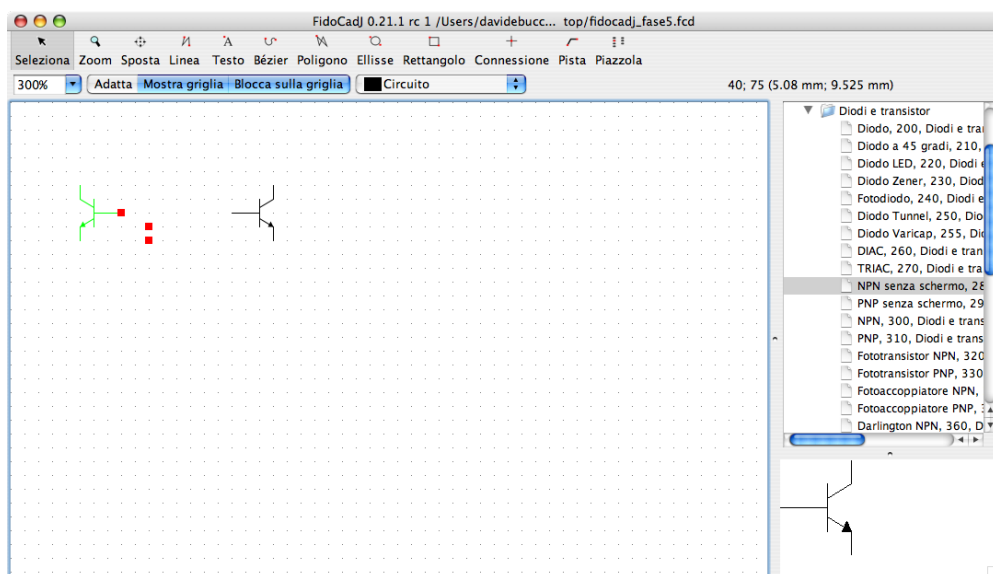 FidoCadJ 0.21.1 rc 1 /Users/davidebucc... top/fidocadj_fase5.fcd
Seleziona Zoom Sposta Linea Testo Bézier Poligono Ellisse Rettangolo Connessione Pista Piazzola
300% Adatta Mostra griglia Blocca sulla griglia Circuito 40; 75 (5.08 mm; 9.525 mm)
Diodi e transistor
Diodo, 200, Diodi e tra
Diodo a 45 gradi, 210,
Diodo LED, 220, Diodi e
Diodo Zener, 230, Diod
Fotodiodo, 240, Diodi e
Diodo Tunnel, 250, Dio
Diodo Varicap, 255, Di
DIAC, 260, Diodi e tran
TRIAC, 270, Diodi e tra
NPN senza schermo, 28
PNP senza schermo, 29
NPN, 300, Diodi e trans
PNP, 310, Diodi e trans
Fototransistor NPN, 320
Fototransistor PNP, 330
Fotoaccoppiatore NPN,
Fotoaccoppiatore PNP,
Darlington NPN, 360, D